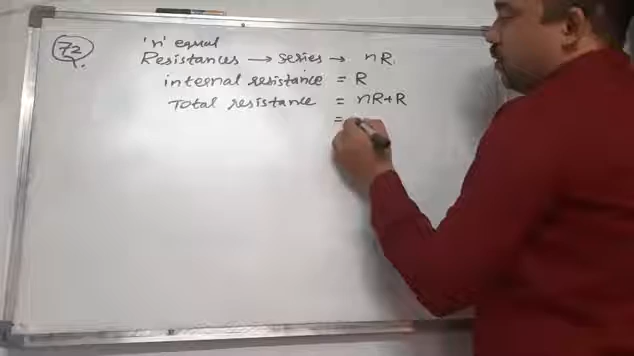 72
'n' equal
Resistances → series → nR.
internal resistance = R
Total resistance = nR+R
=